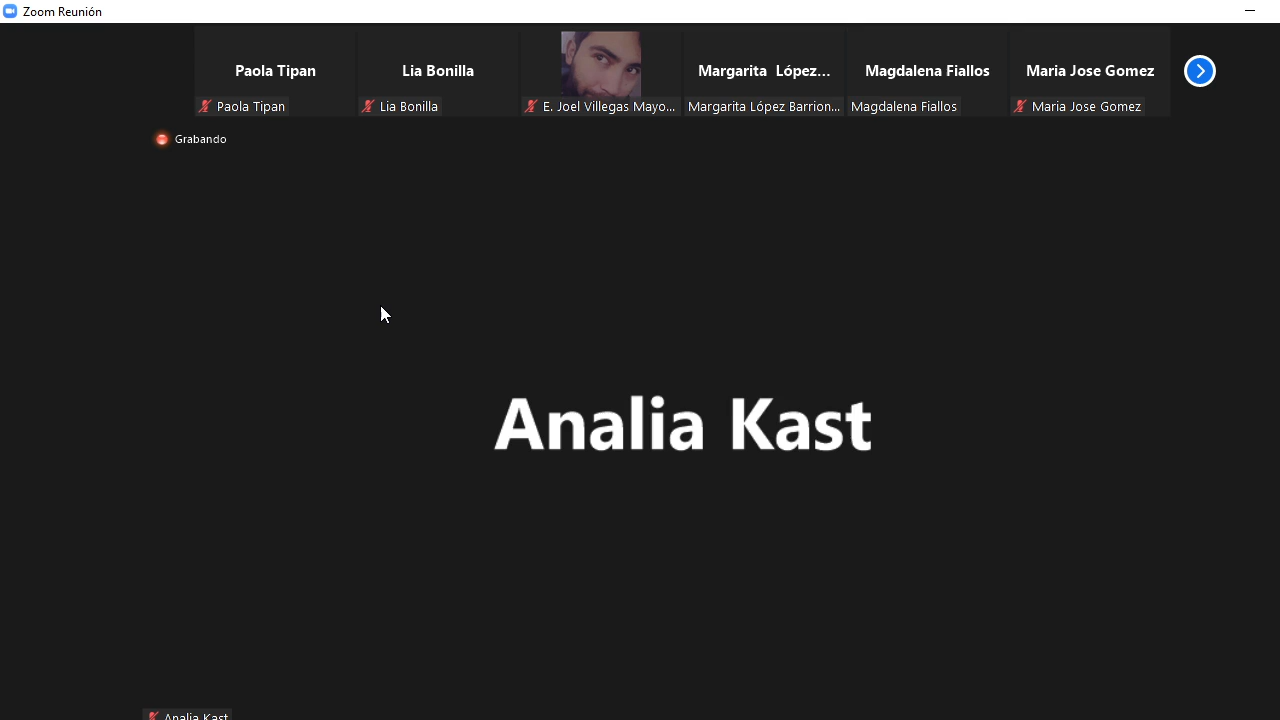 Zoom Reunión
Paola Tipan
Lia Bonilla
Margarita López...
Magdalena Fiallos
Maria Jose Gomez
Paola Tipan
Lia Bonilla
E. Joel Villegas Mayo...
Margarita López Barrion...
Magdalena Fiallos
Maria Jose Gomez
Grabando
Analia Kast
Analia Kast